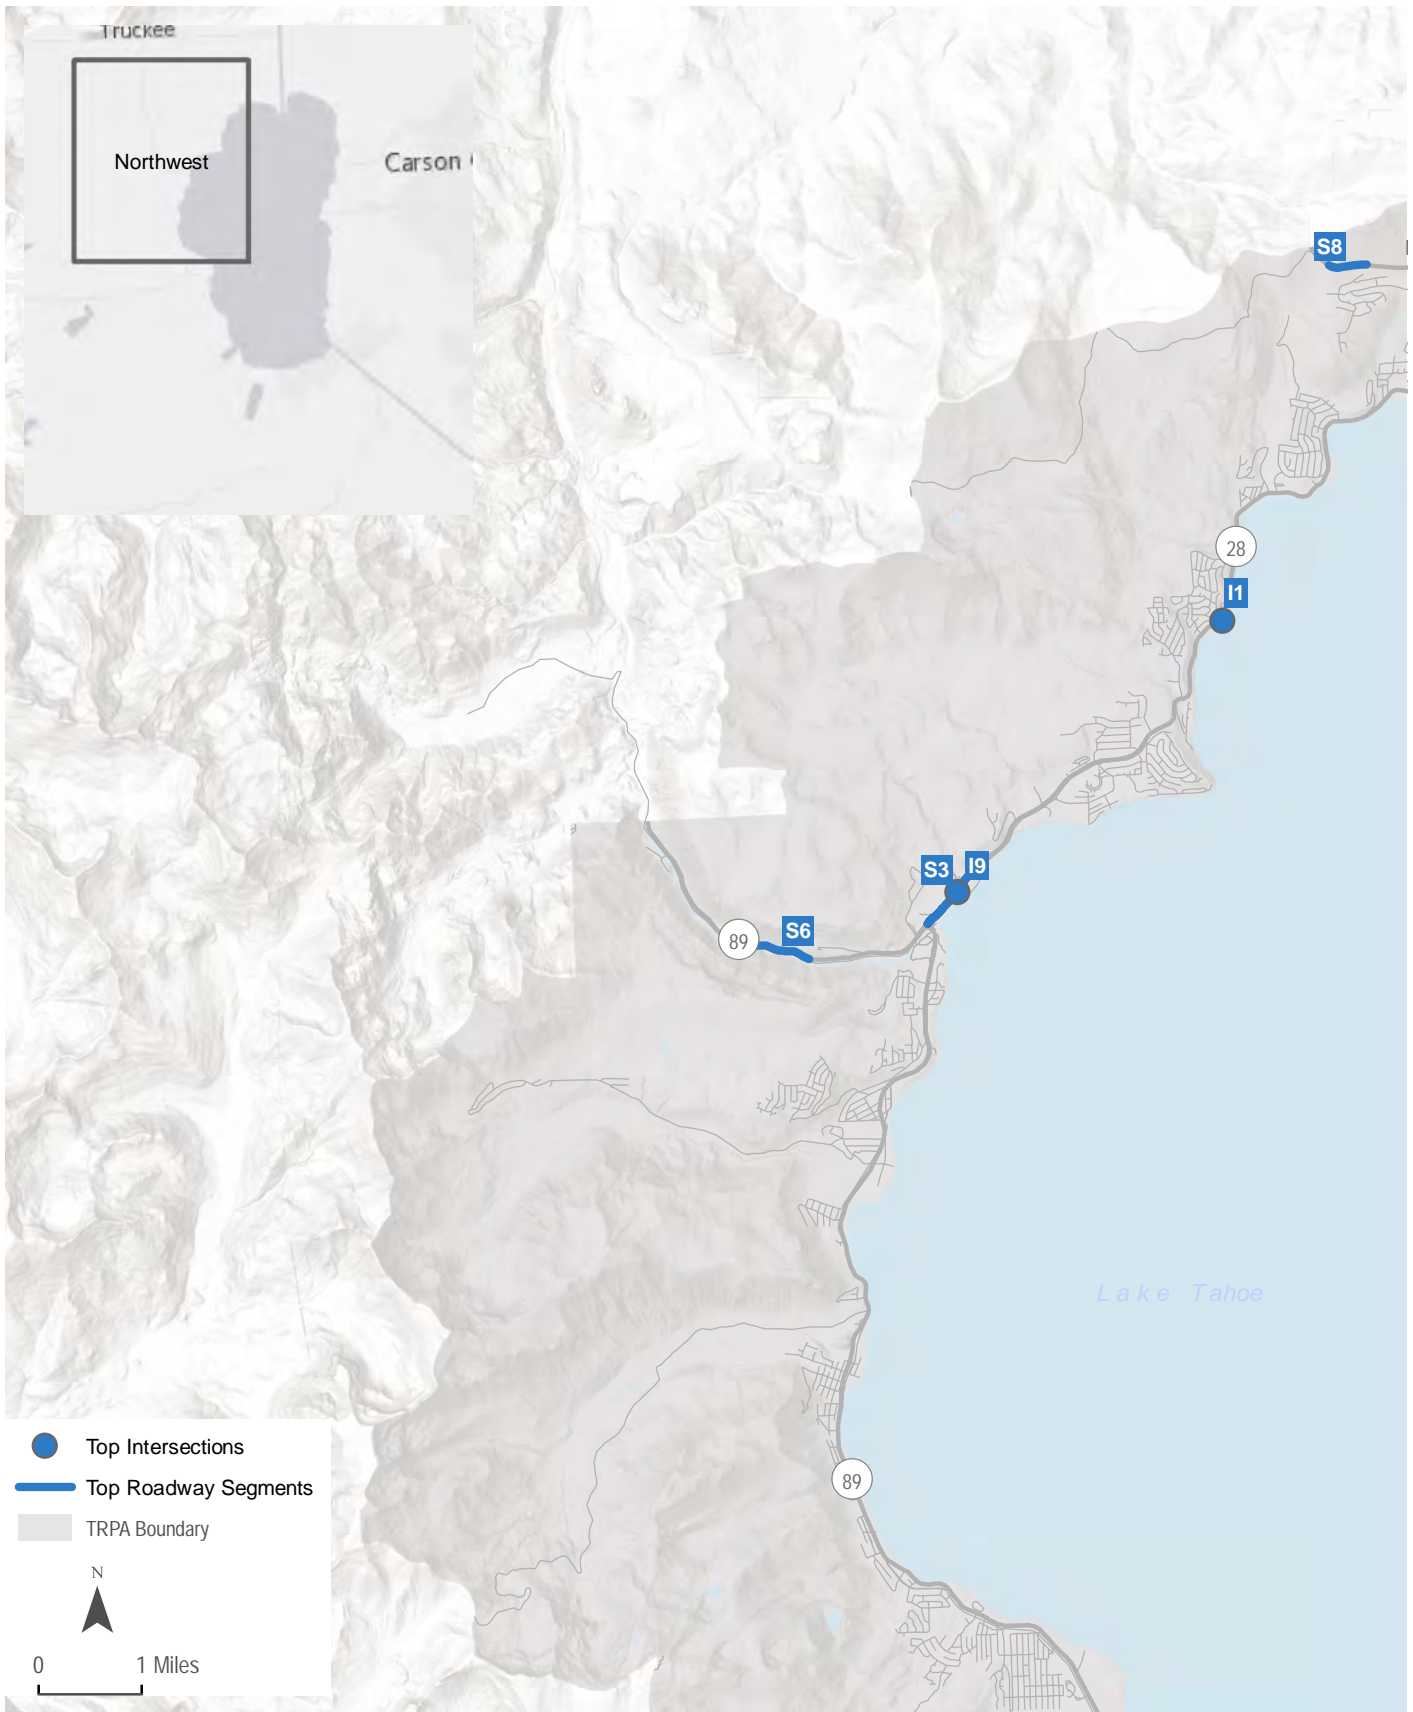 Truckee
Northwest
Carson
S8
28
I1
S3
I9
S6
89
Lake Tahoe
89
Top Intersections
Top Roadway Segments
TRPA Boundary
N
0
1 Miles